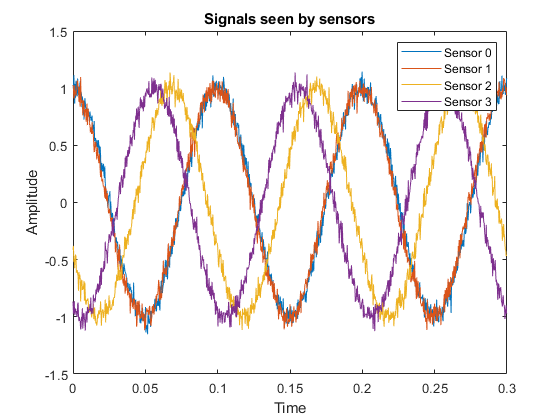 Signals seen by sensors
Sensor 0
Sensor 1
Sensor 2
Sensor 3
1.5
1
0.5
0
-0.5
-1
-1.5
Amplitude
0
0.05
0.1
0.15
0.2
0.25
0.3
Time